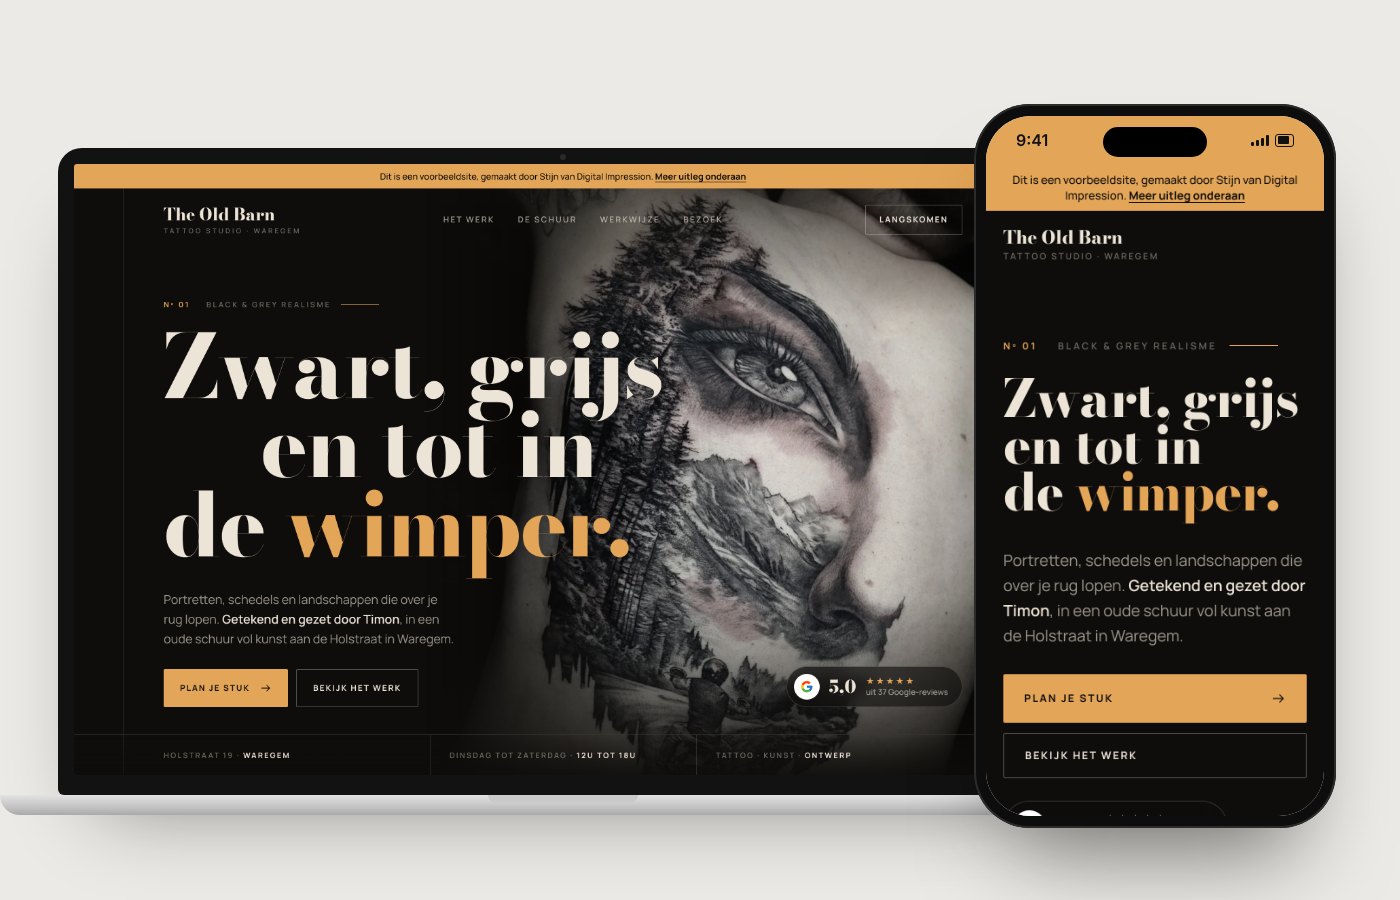 Dit is een voorbeeldsite, gemaakt door Stijn van Digital Impression. Meer uitleg onderaan
The Old Barn
TATTOO STUDIO · WAREGEM
HET WERK
DE SCHUUR
WERKWIJZE
BEZOEK
LANGSKOMEN
Nº 01 BLACK & GREY REALISME
Zwart, grijs
en tot in
de wimper.
Portretten, schedels en landschappen die over je
rug lopen. Getekend en gezet door Timon, in een
oude schuur vol kunst aan de Holstraat in Waregem.
PLAN JE STUK →
BEKIJK HET WERK
G 5.0 ★★★★★
uit 37 Google-reviews
HOLSTRAAT 19 · WAREGEM
DINSDAG TOT ZATERDAG · 12U TOT 18U
TATTOO · KUNST · ONTWERP
9:41
Dit is een voorbeeldsite, gemaakt door Stijn van Digital
Impression. Meer uitleg onderaan
The Old Barn
TATTOO STUDIO · WAREGEM
Nº 01 BLACK & GREY REALISME
Zwart, grijs
en tot in
de wimper.
Portretten, schedels en landschappen die
over je rug lopen. Getekend en gezet door
Timon, in een oude schuur vol kunst aan
de Holstraat in Waregem.
PLAN JE STUK →
BEKIJK HET WERK